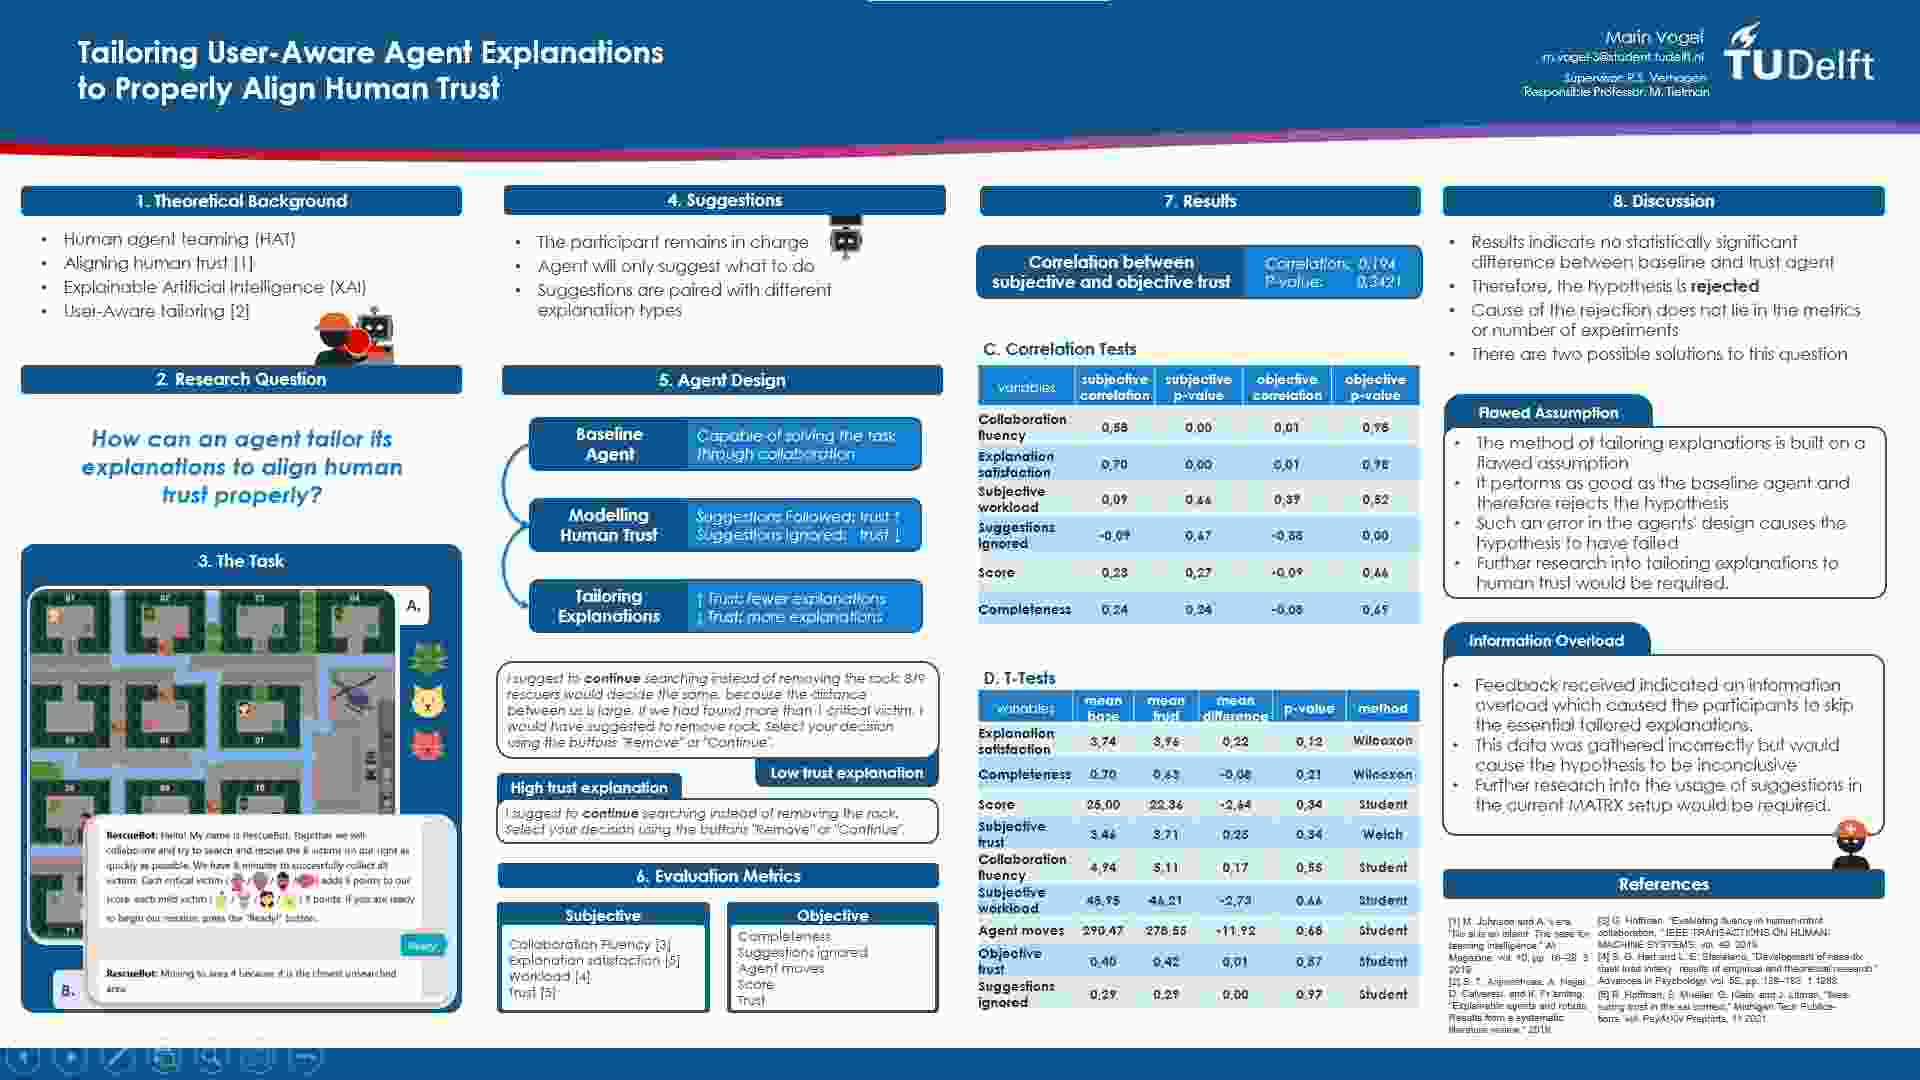 Tailoring User-Aware Agent Explanations
to Properly Align Human Trust
Marin Vogel
m.vogel-3@student.tudelft.nl
Supervisor: R.S. Verhagen
Responsible Professor: M. Tielman
TUDelft
1. Theoretical Background
• Human agent teaming (HAT)
• Aligning human trust [1]
• Explainable Artificial Intelligence (XAI)
• User-Aware tailoring [2]
2. Research Question
How can an agent tailor its
explanations to align human
trust properly?
3. The Task
A.
RescueBot: Hello! My name is RescueBot. Together we will
collaborate and try to search and rescue the 8 victims on our right as
quickly as possible. We have 8 minutes to succesfully collect all
victims. Each critical victim ( / / / ) adds 6 points to our
score, each mild victim ( / / / ) 3 points. If you are ready
to begin our mission, press the "Ready!" button.
Ready!
RescueBot: Moving to area 4 because it is the closest unsearched
area
B.
4. Suggestions
• The participant remains in charge
• Agent will only suggest what to do
• Suggestions are paired with different
explanation types
5. Agent Design
Baseline
Agent
Capable of solving the task
through collaboration
Modelling
Human Trust
Suggestions Followed: trust ↑
Suggestions Ignored: trust ↓
Tailoring
Explanations
↑ Trust: fewer explanations
↓ Trust: more explanations
I suggest to continue searching instead of removing the rock: 8/9
rescuers would decide the same, because the distance
between us is large. If we had found more than 1 critical victim, I
would have suggested to remove rock. Select your decision
using the buttons "Remove" or "Continue".
Low trust explanation
High trust explanation
I suggest to continue searching instead of removing the rock.
Select your decision using the buttons "Remove" or "Continue".
6. Evaluation Metrics
Subjective
Collaboration Fluency [3]
Explanation satisfaction [5]
Workload [4]
Trust [5]
Objective
Completeness
Suggestions ignored
Agent moves
Score
Trust
7. Results
Correlation between
subjective and objective trust
Correlation: 0,194
P-value: 0,3421
C. Correlation Tests
variables subjective correlation subjective p-value objective correlation objective p-value
Collaboration fluency 0,58 0,00 0,01 0,98
Explanation satisfaction 0,70 0,00 0,01 0,98
Subjective workload 0,09 0,66 0,39 0,52
Suggestions ignored -0,09 0,67 -0,88 0,00
Score 0,23 0,27 -0,09 0,66
Completeness 0,24 0,24 -0,08 0,69
D. T-Tests
variables mean base mean trust mean difference p-value method
Explanation satisfaction 3,74 3,96 0,22 0,12 Wilcoxon
Completeness 0,70 0,63 -0,08 0,21 Wilcoxon
Score 25,00 22,36 -2,64 0,34 Student
Subjective trust 3,46 3,71 0,25 0,34 Welch
Collaboration fluency 4,94 5,11 0,17 0,55 Student
Subjective workload 48,95 46,21 -2,73 0,66 Student
Agent moves 290,47 278,55 -11,92 0,68 Student
Objective trust 0,40 0,42 0,01 0,87 Student
Suggestions ignored 0,29 0,29 0,00 0,97 Student
8. Discussion
• Results indicate no statistically significant
difference between baseline and trust agent
• Therefore, the hypothesis is rejected
• Cause of the rejection does not lie in the metrics
or number of experiments
• There are two possible solutions to this question
Flawed Assumption
• The method of tailoring explanations is built on a
flawed assumption
• It performs as good as the baseline agent and
therefore rejects the hypothesis
• Such an error in the agents' design causes the
hypothesis to have failed
• Further research into tailoring explanations to
human trust would be required.
Information Overload
• Feedback received indicated an information
overload which caused the participants to skip
the essential tailored explanations.
• This data was gathered incorrectly but would
cause the hypothesis to be inconclusive
• Further research into the usage of suggestions in
the current MATRX setup would be required.
References
[1] M. Johnson and A. Vera,
"No ai is an island: The case for
teaming intelligence," AI
Magazine, vol. 40, pp. 16–28, 3
2019
[2] S. T. Anjomshoae, A. Najjar,
D. Calvaresi, and K. Främling,
"Explainable agents and robots:
Results from a systematic
literature review," 2019.
[3] G. Hoffman, "Evaluating fluency in human-robot
collaboration," IEEE TRANSACTIONS ON HUMAN-
MACHINE SYSTEMS, vol. 49, 2019.
[4] S. G. Hart and L. E. Staveland, "Development of nasa-tlx
(task load index): results of empirical and theoretical research"
Advances in Psychology, vol. 52, pp. 139–183, 1 1988.
[5] R. Hoffman, S. Mueller, G. Klein, and J. Litman, "Mea-
suring trust in the xai context," Michigan Tech Publica-
tions, vol. PsyArXiv Preprints, 11 2021.